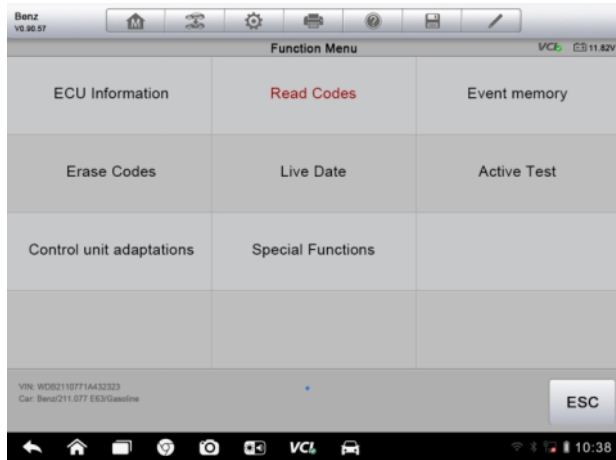 Benz
V0.90.57
Function Menu
VCI 11.82V
ECU Information Read Codes Event memory
Erase Codes Live Date Active Test
Control unit adaptations Special Functions
VIN: WDB2110771A432323
Car: Benz/211.077 E63/Gasoline
ESC
VCI 10:38